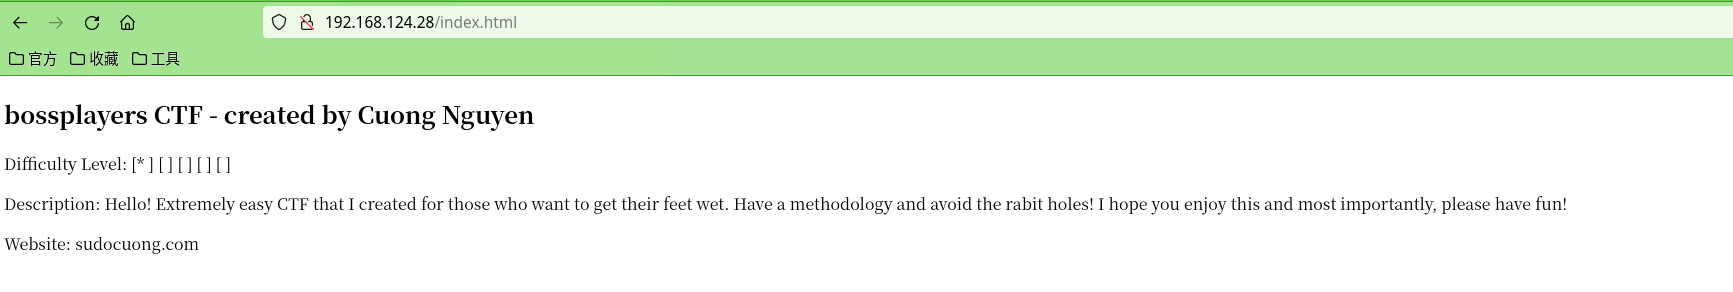 192.168.124.28/index.html
官方 收藏 工具
bossplayers CTF - created by Cuong Nguyen
Difficulty Level: [* ] [ ] [ ] [ ] [ ]
Description: Hello! Extremely easy CTF that I created for those who want to get their feet wet. Have a methodology and avoid the rabit holes! I hope you enjoy this and most importantly, please have fun!
Website: sudocuong.com